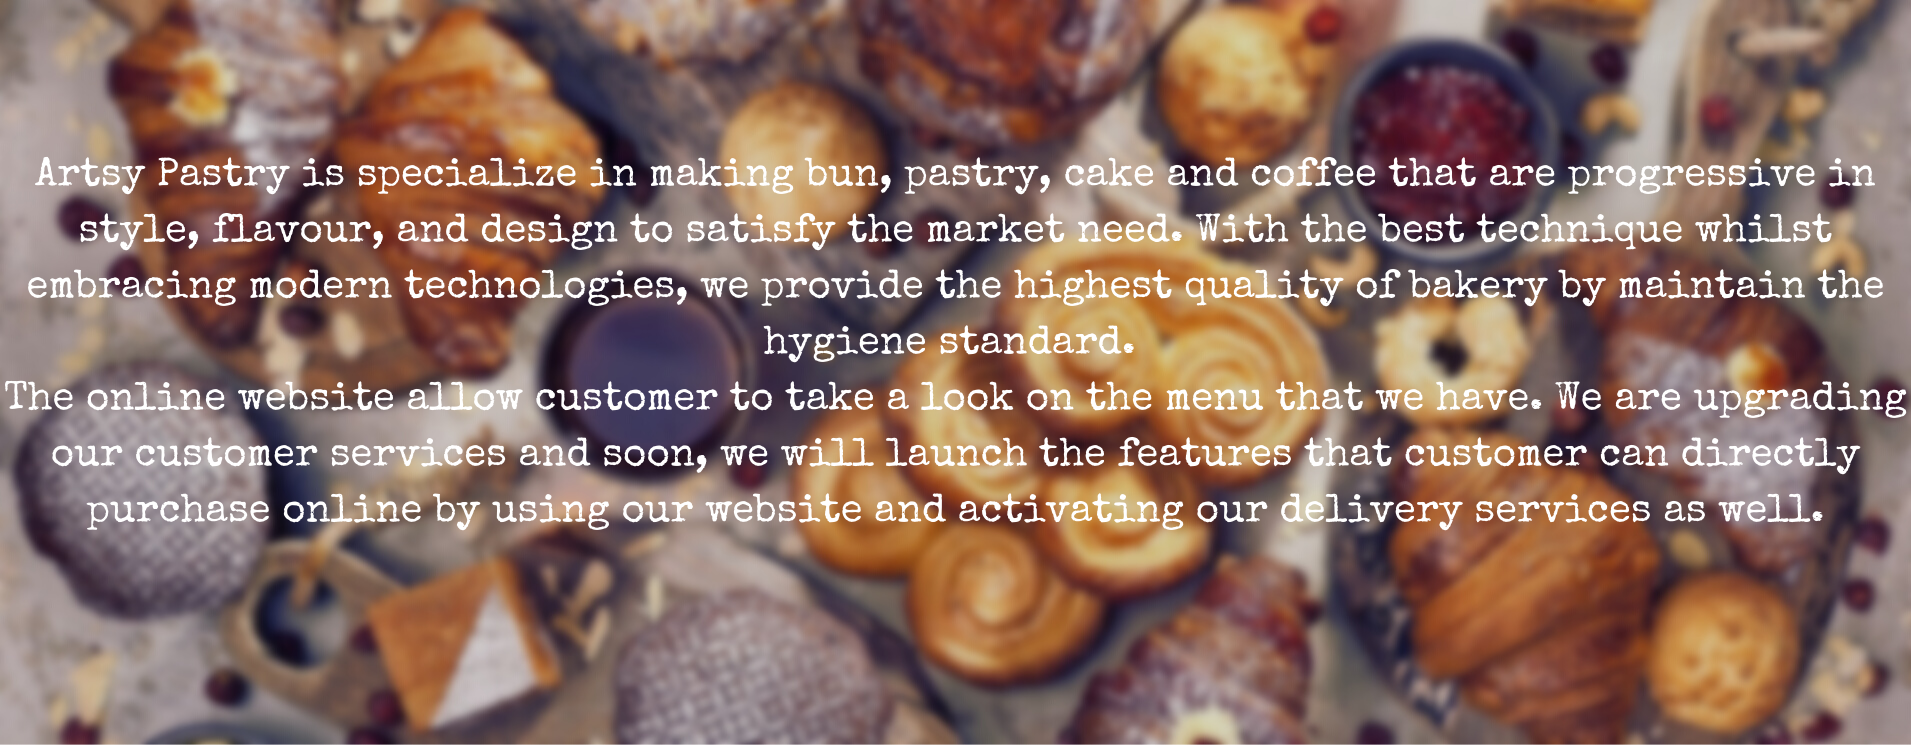 Artsy Pastry is specialize in making bun, pastry, cake and coffee that are progressive in
style, flavour, and design to satisfy the market need. With the best technique whilst
embracing modern technologies, we provide the highest quality of bakery by maintain the
hygiene standard.
The online website allow customer to take a look on the menu that we have. We are upgrading
our customer services and soon, we will launch the features that customer can directly
purchase online by using our website and activating our delivery services as well.